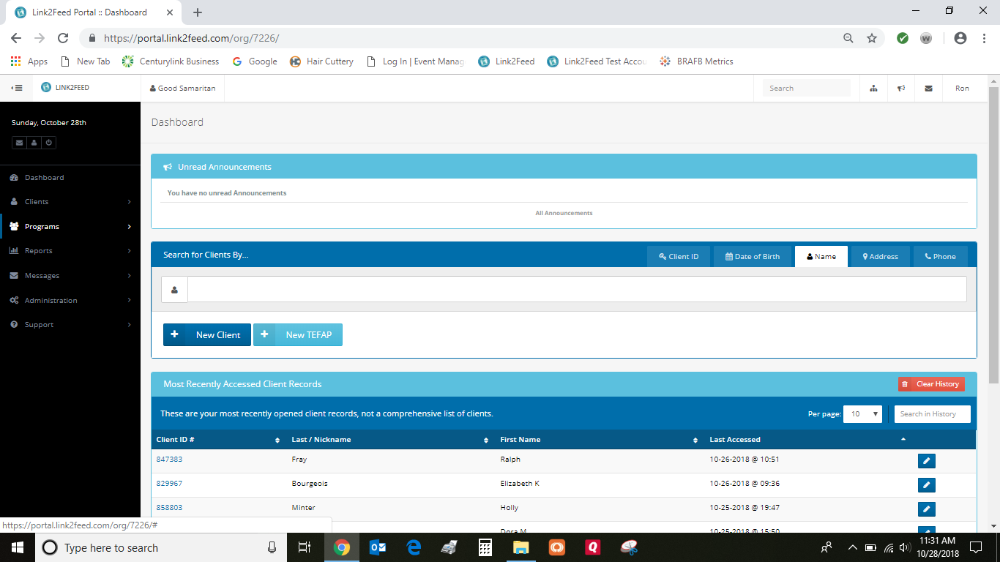 Link2Feed Portal :: Dashboard
https://portal.link2feed.com/org/7226/
W
Apps
New Tab
Centurylink Business
Google
Hair Cuttery
Log In | Event Manag
Link2Feed
Link2Feed Test Accou
BRAFB Metrics
LINK2FEED
Good Samaritan
Search
Ron
Sunday, October 28th
Dashboard
Clients
Programs
Reports
Messages
Administration
Support
Dashboard
Unread Announcements
You have no unread Announcements
All Announcements
Search for Clients By...
Client ID
Date of Birth
Name
Address
Phone
New Client
New TEFAP
Most Recently Accessed Client Records
Clear History
These are your most recently opened client records, not a comprehensive list of clients.
Per page: 10
Search in History
Client ID # Last / Nickname First Name Last Accessed
847383 Fray Ralph 10-26-2018 @ 10:51
829967 Bourgeois Elizabeth K 10-26-2018 @ 09:36
858803 Minter Holly 10-25-2018 @ 19:47
Dora M 10-25-2018 @ 15:50
https://portal.link2feed.com/org/7226/#
Type here to search
11:31 AM
10/28/2018